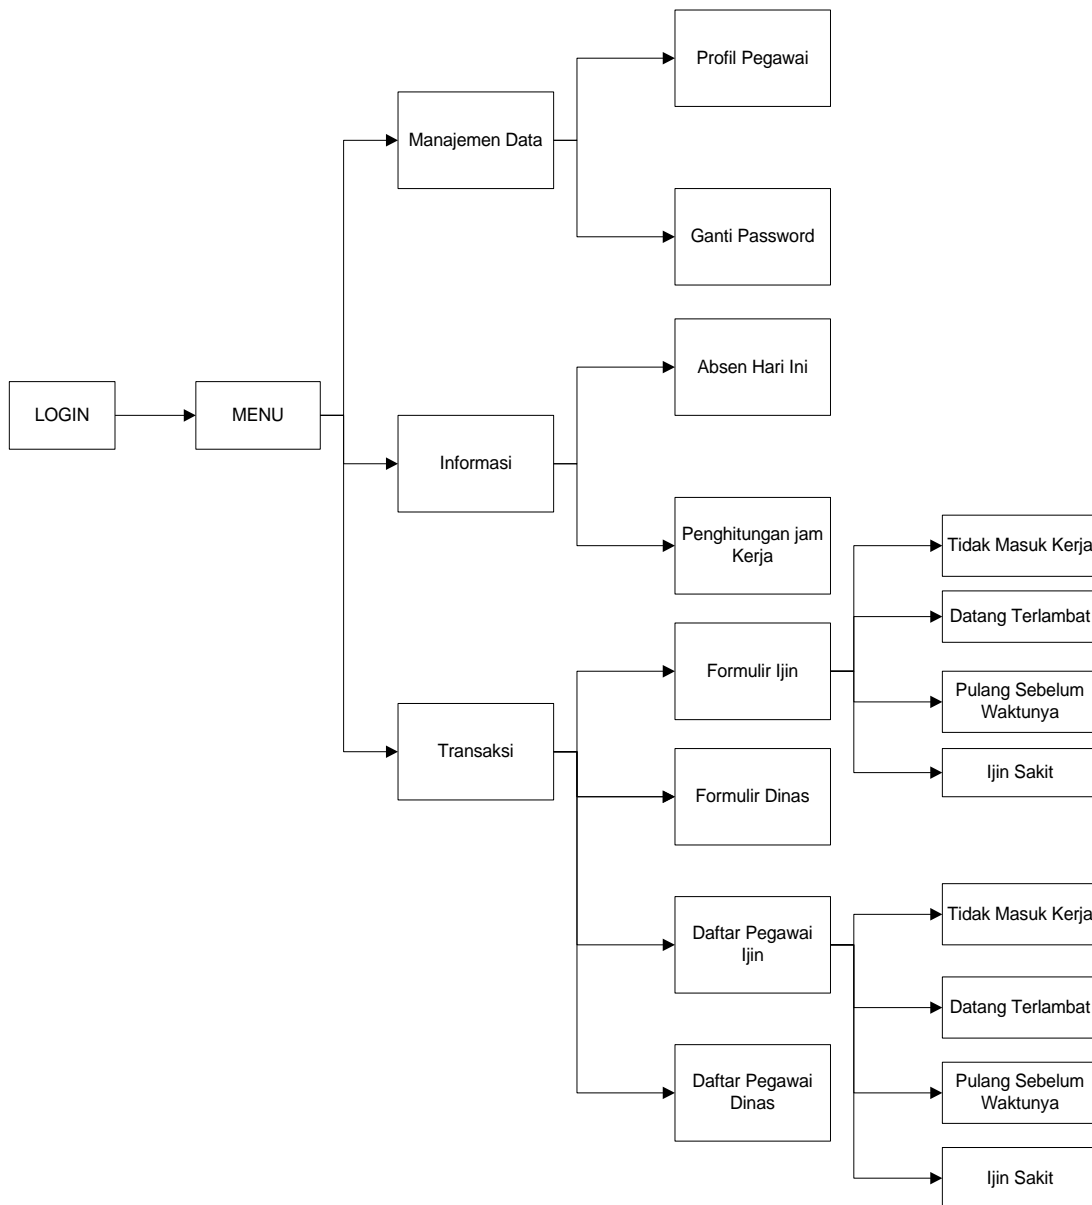 Profil Pegawai
Manajemen Data
Ganti Password
Absen Hari Ini
LOGIN
MENU
Informasi
Penghitungan jam
Kerja
Tidak Masuk Kerja
Datang Terlambat
Formulir Ijin
Pulang Sebelum
Waktunya
Transaksi
Ijin Sakit
Formulir Dinas
Tidak Masuk Kerja
Daftar Pegawai
Ijin
Datang Terlambat
Daftar Pegawai
Dinas
Pulang Sebelum
Waktunya
Ijin Sakit